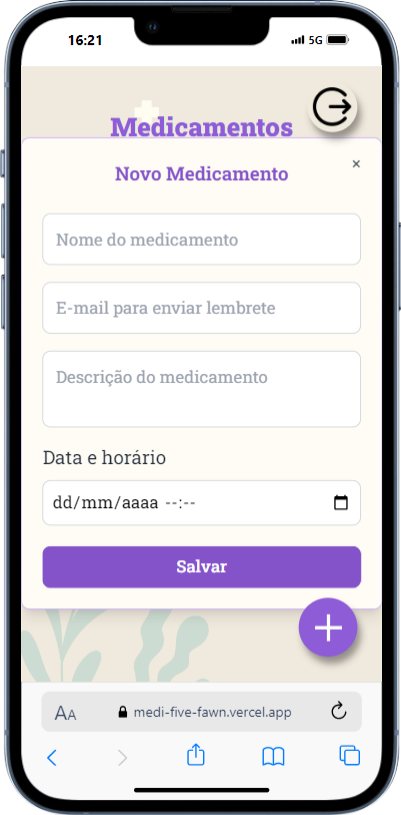 16:21
5G
Medicamentos
Novo Medicamento
×
Nome do medicamento
E-mail para enviar lembrete
Descrição do medicamento
Data e horário
dd/mm/aaaa --:--
Salvar
AA
medi-five-fawn.vercel.app